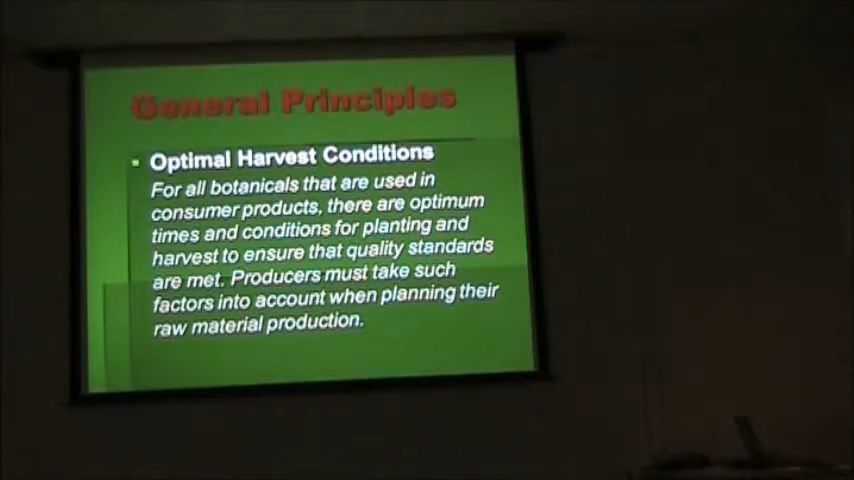 General Principles
Optimal Harvest Conditions
For all botanicals that are used in
consumer products, there are optimum
times and conditions for planting and
harvest to ensure that quality standards
are met. Producers must take such
factors into account when planning their
raw material production.